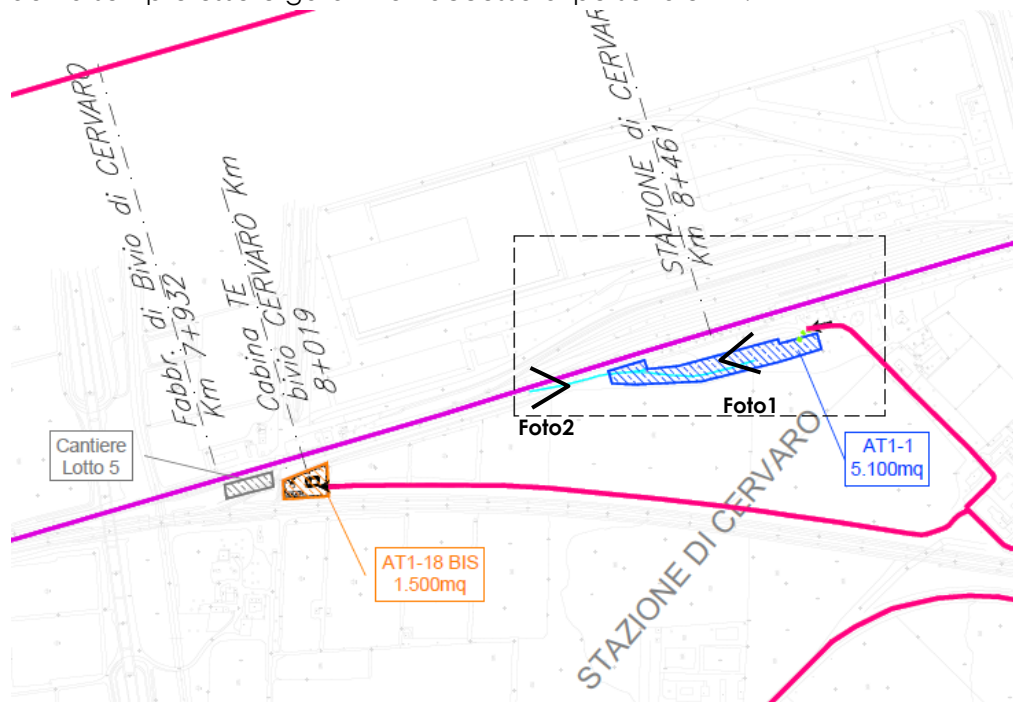 Fabbr. di Bivio di CERVARO
Km 7+932
Cabina TE
bivio CERVARO Km
8+019
STAZIONE di CERVAR
Km 8+461
Foto1
Foto2
Cantiere
Lotto 5
AT1-1
5.100mq
AT1-18 BIS
1.500mq
STAZIONE DI CERVARO